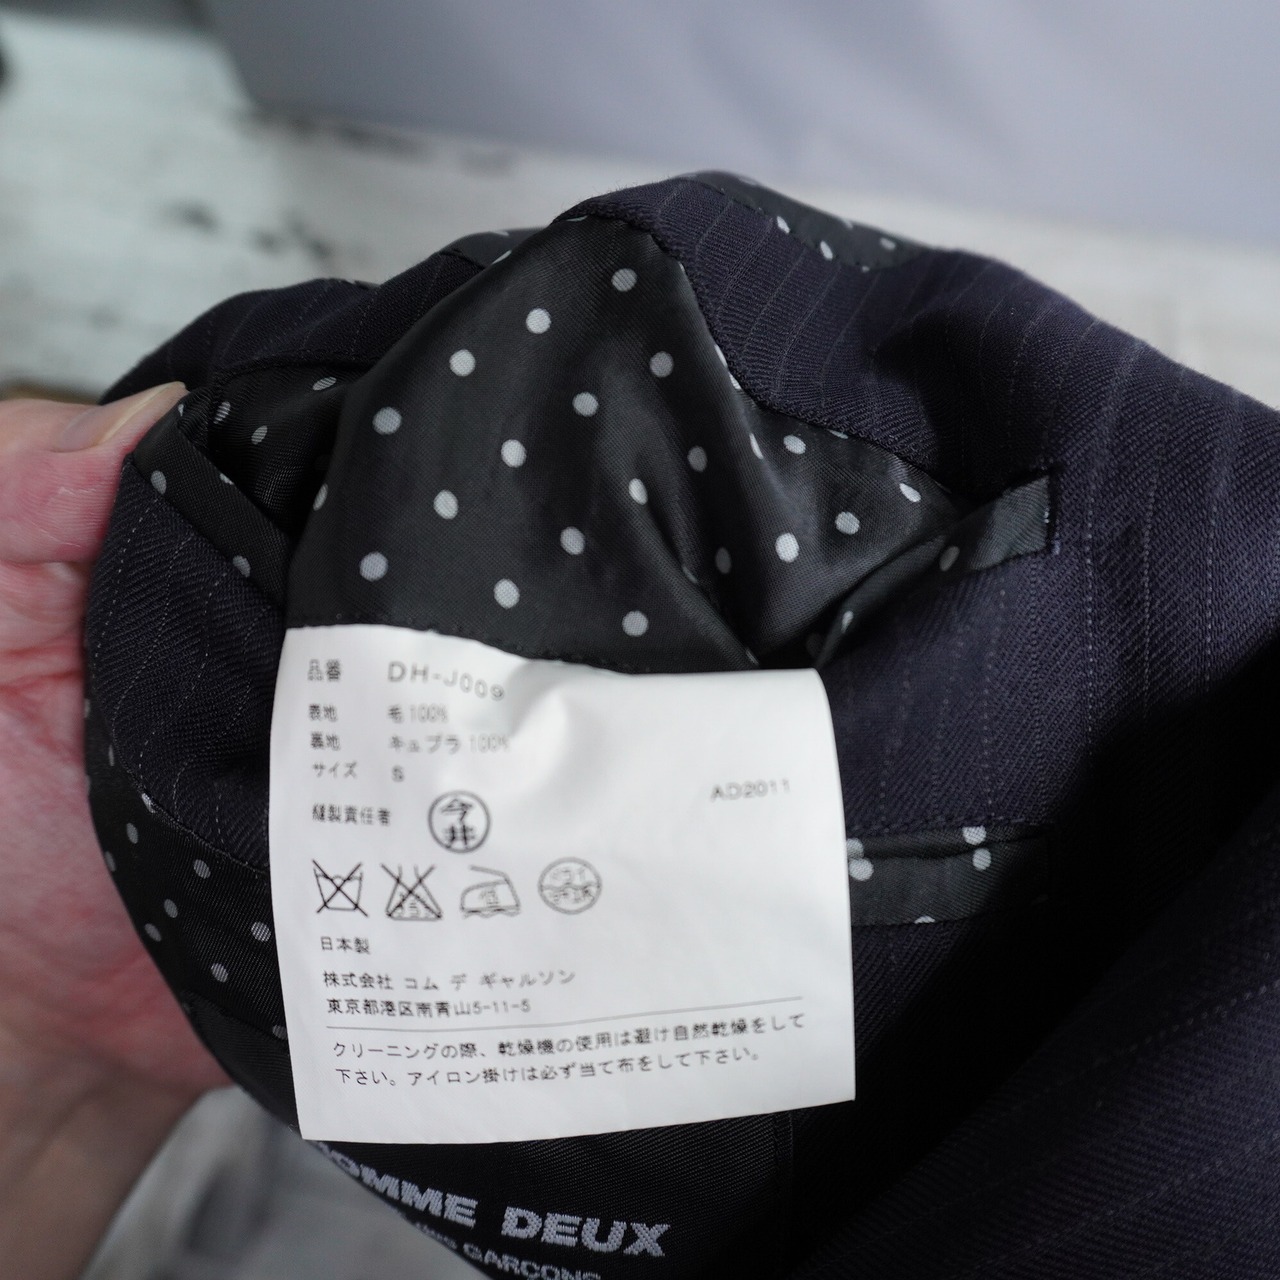 品番 DH-J009
表地 毛 100%
裏地 キュプラ 100%
サイズ S
AD2011
縫製責任者 今井
日本製
株式会社 コム デ ギャルソン
東京都港区南青山5-11-5
クリーニングの際、乾燥機の使用は避け自然乾燥をして
下さい。アイロン掛けは必ず当て布をして下さい。
HOMME DEUX
GARÇONS